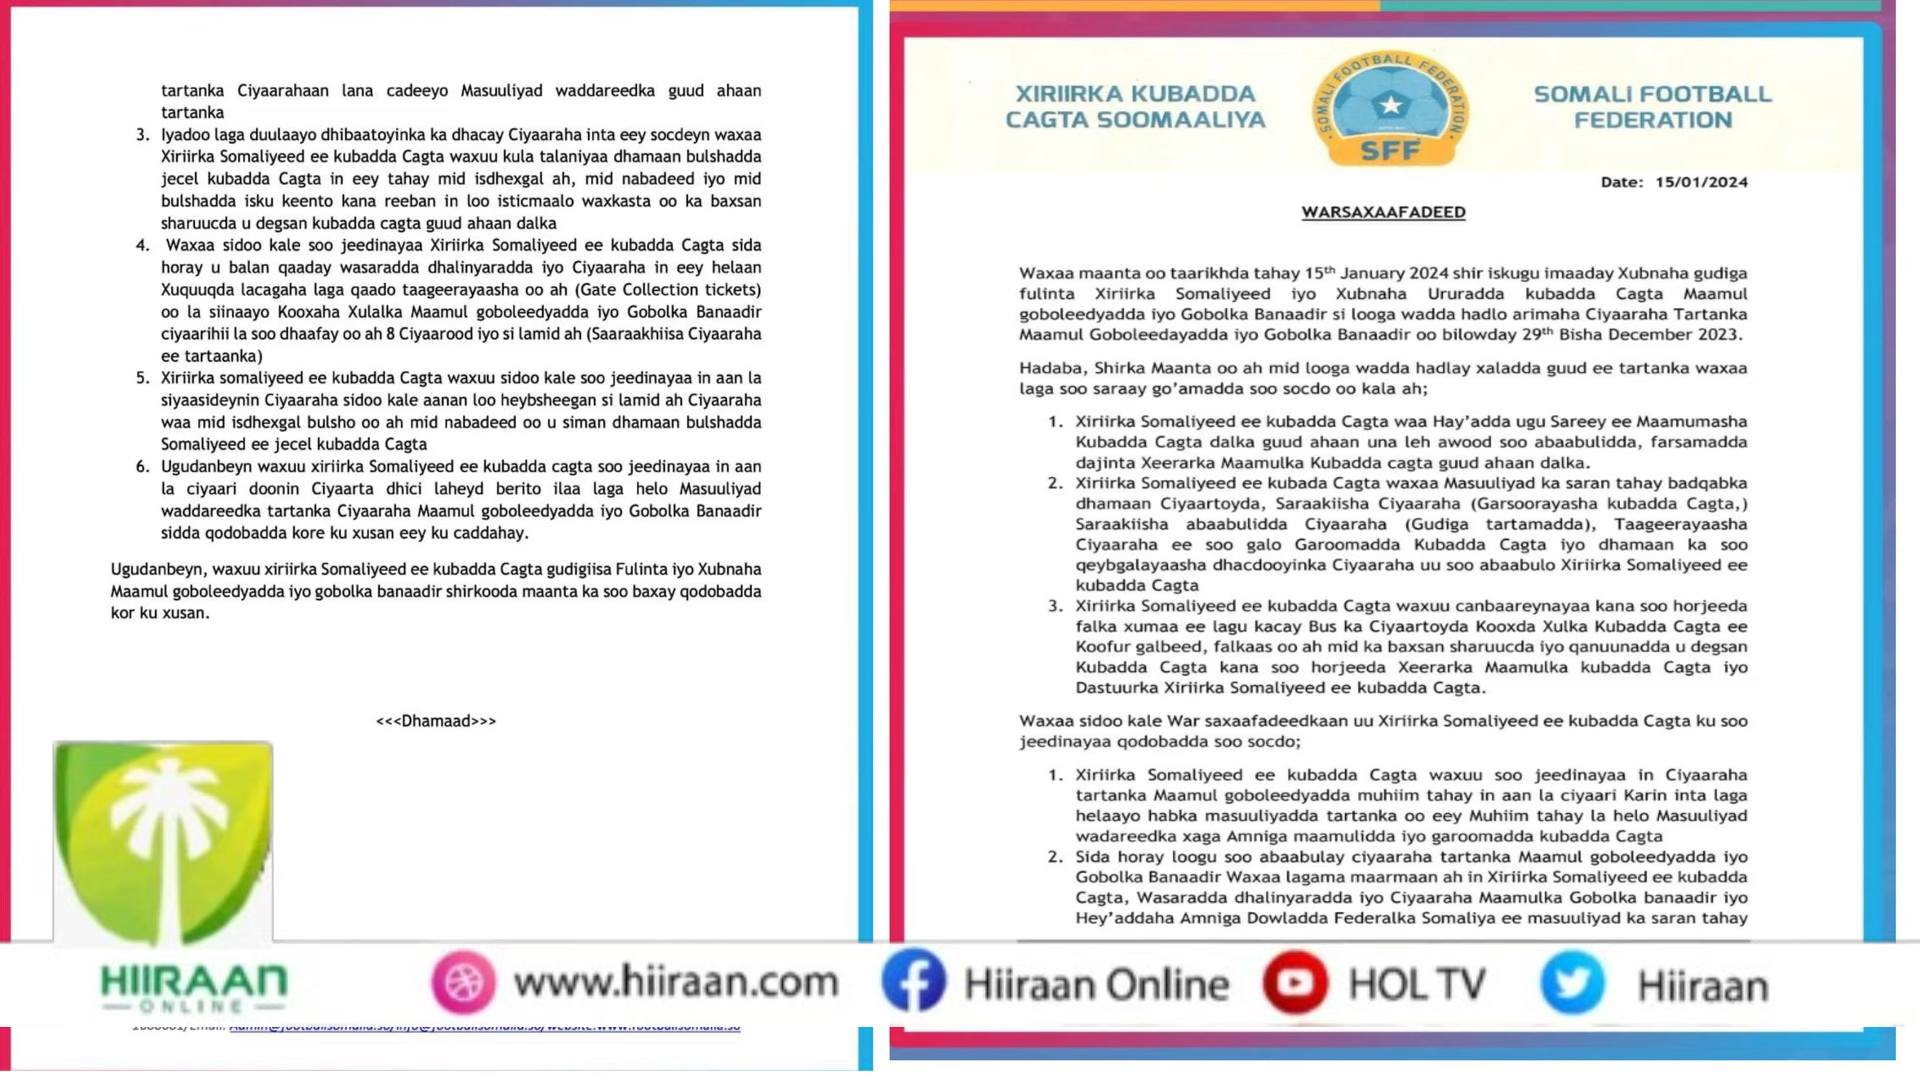 tartanka Ciyaarahaan lana cadeeyo Masuuliyad waddareedka guud ahaan
tartanka
3. Iyadoo laga duulaayo dhibaatoyinka ka dhacay Ciyaaraha inta eey socdeyn waxaa
Xiriirka Somaliyeed ee kubadda Cagta waxuu kula talaniyaa dhamaan bulshadda
jecel kubadda Cagta in eey tahay mid isdhexgal ah, mid nabadeed iyo mid
bulshadda isku keento kana reeban in loo isticmaalo waxkasta oo ka baxsan
sharuucda u degsan kubadda cagta guud ahaan dalka
4. Waxaa sidoo kale soo jeedinayaa Xiriirka Somaliyeed ee kubadda Cagta sida
horay u balan qaaday wasaradda dhalinyaradda iyo Ciyaaraha in eey helaan
Xuquuqda lacagaha laga qaado taageerayaasha oo ah (Gate Collection tickets)
oo la siinaayo Kooxaha Xulalka Maamul goboleedyadda iyo Gobolka Banaadir
ciyaarihii la soo dhaafay oo ah 8 Ciyaarood iyo si lamid ah (Saaraakhiisa Ciyaaraha
ee tartaanka)
5. Xiriirka somaliyeed ee kubadda Cagta waxuu sidoo kale soo jeedinayaa in aan la
siyaasideynin Ciyaaraha sidoo kale aanan loo heybsheegan si lamid ah Ciyaaraha
waa mid isdhexgal bulsho oo ah mid nabadeed oo u siman dhamaan bulshadda
Somaliyeed ee jecel kubadda Cagta
6. Ugudanbeyn waxuu xiriirka Somaliyeed ee kubadda cagta soo jeedinayaa in aan
la ciyaari doonin Ciyaarta dhici laheyd berito ilaa laga helo Masuuliyad
waddareedka tartanka Ciyaaraha Maamul goboleedyadda iyo Gobolka Banaadir
sidda qodobadda kore ku xusan eey ku caddahay.
Ugudanbeyn, waxuu xiriirka Somaliyeed ee kubadda Cagta gudigiisa Fulinta iyo Xubnaha
Maamul goboleedyadda iyo gobolka banaadir shirkooda maanta ka soo baxay qodobadda
kor ku xusan.
<<<Dhamaad>>>
XIRIIRKA KUBADDA
CAGTA SOOMAALIYA
SOMALI FOOTBALL FEDERATION
SFF
SOMALI FOOTBALL
FEDERATION
Date: 15/01/2024
WARSAXAAFADEED
Waxaa maanta oo taarikhda tahay 15th January 2024 shir iskugu imaaday Xubnaha gudiga
fulinta Xiriirka Somaliyeed iyo Xubnaha Ururadda kubadda Cagta Maamul
goboleedyadda iyo Gobolka Banaadir si looga wadda hadlo arimaha Ciyaaraha Tartanka
Maamul Goboleedayadda iyo Gobolka Banaadir oo bilowday 29th Bisha December 2023.
Hadaba, Shirka Maanta oo ah mid looga wadda hadlay xaladda guud ee tartanka waxaa
laga soo saraay go'amadda soo socdo oo kala ah;
1. Xiriirka Somaliyeed ee kubadda Cagta waa Hay'adda ugu Sareey ee Maamumasha
Kubadda Cagta dalka guud ahaan una leh awood soo abaabulidda, farsamadda
dajinta Xeerarka Maamulka Kubadda cagta guud ahaan dalka.
2. Xiriirka Somaliyeed ee kubada Cagta waxaa Masuuliyad ka saran tahay badqabka
dhamaan Ciyaartoyda, Saraakiisha Ciyaaraha (Garsoorayasha kubadda Cagta,)
Saraakiisha abaabulidda Ciyaaraha (Gudiga tartamadda), Taageerayaasha
Ciyaaraha ee soo galo Garoomadda Kubadda Cagta iyo dhamaan ka soo
qeybgalayaasha dhacdooyinka Ciyaaraha uu soo abaabulo Xiriirka Somaliyeed ee
kubadda Cagta
3. Xiriirka Somaliyeed ee kubadda Cagta waxuu canbaareynayaa kana soo horjeeda
falka xumaa ee lagu kacay Bus ka Ciyaartoyda Kooxda Xulka Kubadda Cagta ee
Koofur galbeed, falkaas oo ah mid ka baxsan sharuucda iyo qanuunadda u degsan
Kubadda Cagta kana soo horjeeda Xeerarka Maamulka kubadda Cagta iyo
Dastuurka Xiriirka Somaliyeed ee kubadda Cagta.
Waxaa sidoo kale War saxaafadeedkaan uu Xiriirka Somaliyeed ee kubadda Cagta ku soo
jeedinayaa qodobadda soo socdo;
1. Xiriirka Somaliyeed ee kubadda Cagta waxuu soo jeedinayaa in Ciyaaraha
tartanka Maamul goboleedyadda muhiim tahay in aan la ciyaari Karin inta laga
helaayo habka masuuliyadda tartanka oo eey Muhiim tahay la helo Masuuliyad
wadareedka xaga Amniga maamulidda iyo garoomadda kubadda Cagta
2. Sida horay loogu soo abaabulay ciyaaraha tartanka Maamul goboleedyadda iyo
Gobolka Banaadir Waxaa lagama maarmaan ah in Xiriirka Somaliyeed ee kubadda
Cagta, Wasaradda dhalinyaradda iyo Ciyaaraha Maamulka Gobolka banaadir iyo
Hey'addaha Amniga Dowladda Federalka Somaliya ee masuuliyad ka saran tahay
HIIRAAN
ONLINE
www.hiiraan.com
Hiiraan Online
HOL TV
Hiiraan